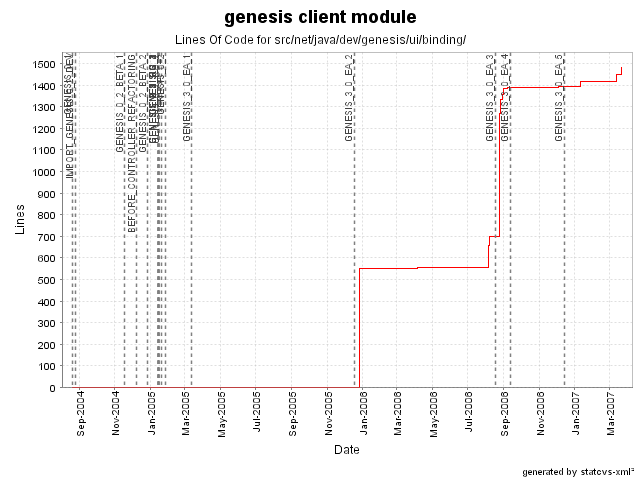 genesis client module
Lines Of Code for src/net/java/dev/genesis/ui/binding/
1500
1400
1300
1200
1100
1000
900
800
700
600
500
400
300
200
100
0
Lines
GENESIS_0_2_BETA_1
BEFORE_CONTROLLER_REFACTORING
GENESIS_0_2_BETA_2
GENESIS_3_0_EA_1
GENESIS_3_0_EA_2
GENESIS_3_0_EA_3
GENESIS_3_0_EA_4
GENESIS_3_0_EA_5
Sep-2004
Nov-2004
Jan-2005
Mar-2005
May-2005
Jul-2005
Sep-2005
Nov-2005
Jan-2006
Mar-2006
May-2006
Jul-2006
Sep-2006
Nov-2006
Jan-2007
Mar-2007
Date
generated by statcvs-xml²